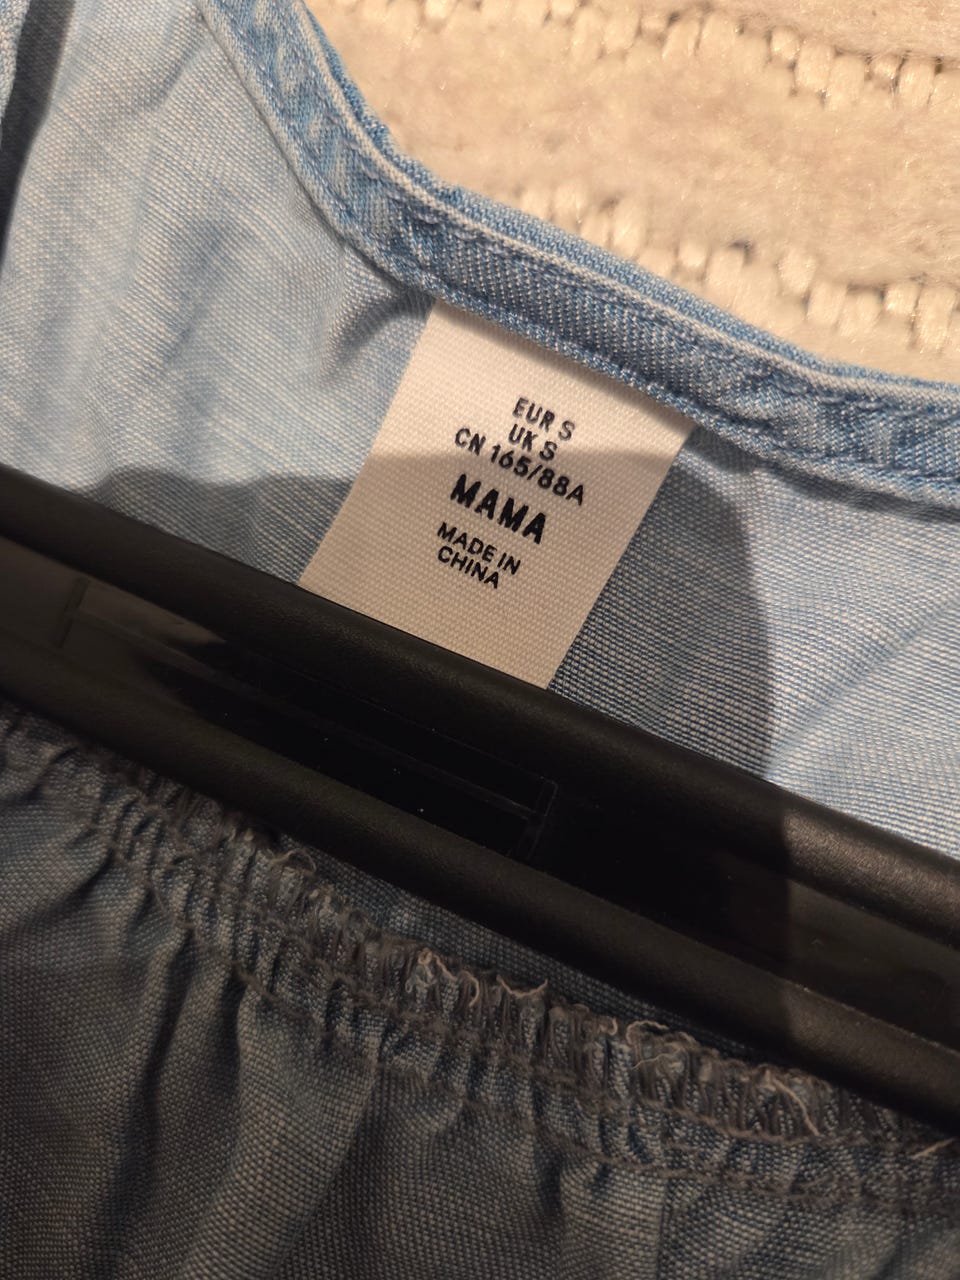 EUR S
UK S
CN 165/88A
MAMA
MADE IN
CHINA